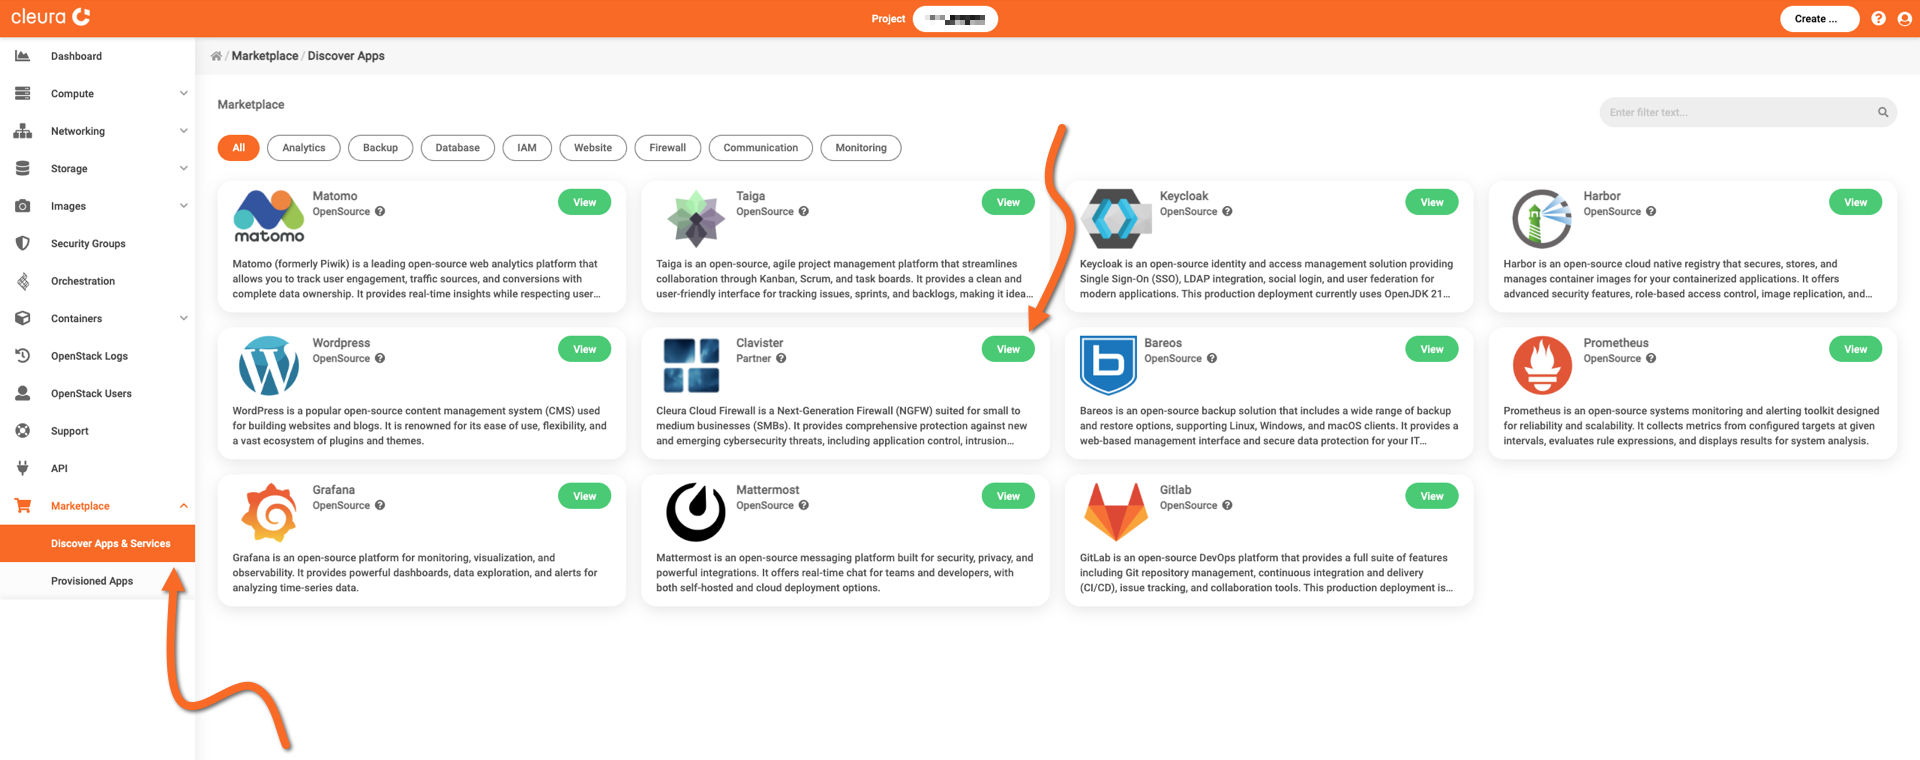 cleura
Project
Create ...
Dashboard
Compute
Networking
Storage
Images
Security Groups
Orchestration
Containers
OpenStack Logs
OpenStack Users
Support
API
Marketplace
Discover Apps & Services
Provisioned Apps
/ Marketplace / Discover Apps
Marketplace
Enter filter text...
All Analytics Backup Database IAM Website Firewall Communication Monitoring
matomo
Matomo
OpenSource
View
Matomo (formerly Piwik) is a leading open-source web analytics platform that
allows you to track user engagement, traffic sources, and conversions with
complete data ownership. It provides real-time insights while respecting user...
Taiga
OpenSource
View
Taiga is an open-source, agile project management platform that streamlines
collaboration through Kanban, Scrum, and task boards. It provides a clean and
user-friendly interface for tracking issues, sprints, and backlogs, making it idea...
Keycloak
OpenSource
View
Keycloak is an open-source identity and access management solution providing
Single Sign-On (SSO), LDAP integration, social login, and user federation for
modern applications. This production deployment currently uses OpenJDK 21...
Harbor
OpenSource
View
Harbor is an open-source cloud native registry that secures, stores, and
manages container images for your containerized applications. It offers
advanced security features, role-based access control, image replication, and...
Wordpress
OpenSource
View
WordPress is a popular open-source content management system (CMS) used
for building websites and blogs. It is renowned for its ease of use, flexibility, and
a vast ecosystem of plugins and themes.
Clavister
Partner
View
Cleura Cloud Firewall is a Next-Generation Firewall (NGFW) suited for small to
medium businesses (SMBs). It provides comprehensive protection against new
and emerging cybersecurity threats, including application control, intrusion...
Bareos
OpenSource
View
Bareos is an open-source backup solution that includes a wide range of backup
and restore options, supporting Linux, Windows, and macOS clients. It provides a
web-based management interface and secure data protection for your IT...
Prometheus
OpenSource
View
Prometheus is an open-source systems monitoring and alerting toolkit designed
for reliability and scalability. It collects metrics from configured targets at given
intervals, evaluates rule expressions, and displays results for system analysis.
Grafana
OpenSource
View
Grafana is an open-source platform for monitoring, visualization, and
observability. It provides powerful dashboards, data exploration, and alerts for
analyzing time-series data.
Mattermost
OpenSource
View
Mattermost is an open-source messaging platform built for security, privacy, and
powerful integrations. It offers real-time chat for teams and developers, with
both self-hosted and cloud deployment options.
Gitlab
OpenSource
View
GitLab is an open-source DevOps platform that provides a full suite of features
including Git repository management, continuous integration and delivery
(CI/CD), issue tracking, and collaboration tools. This production deployment is...